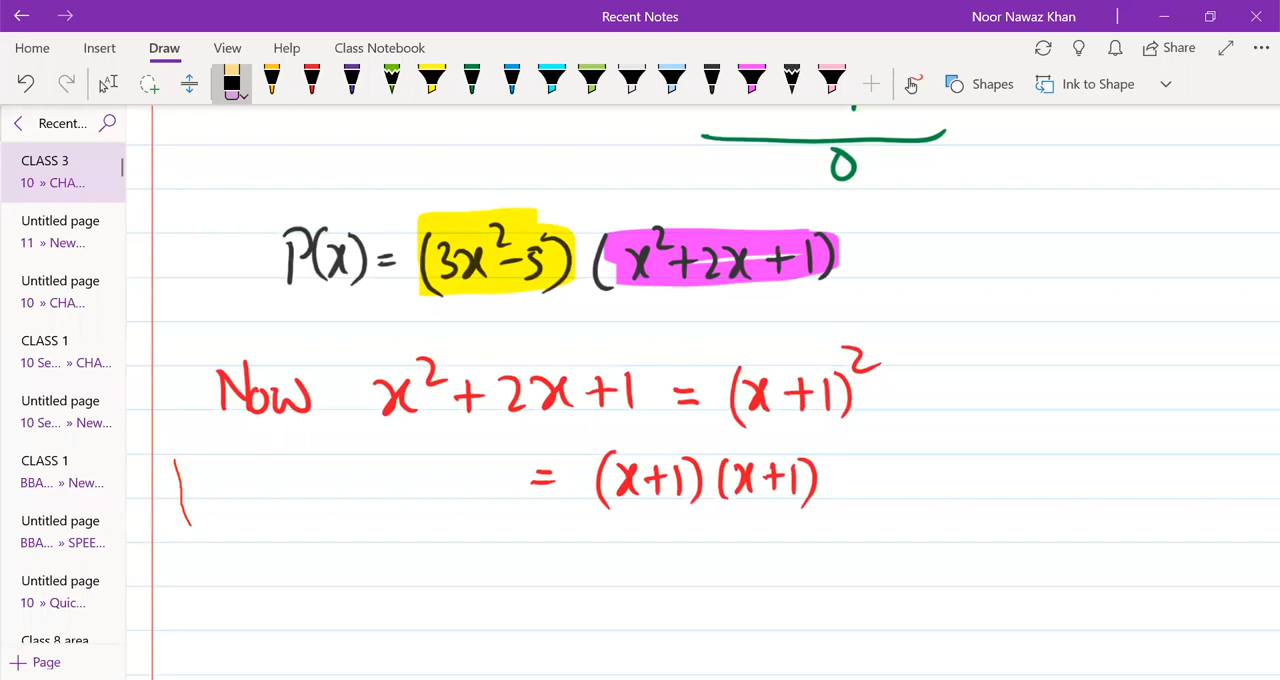 Recent Notes
Noor Nawaz Khan
Home Insert Draw View Help Class Notebook Share
Shapes Ink to Shape
Recent...
CLASS 3
10 » CHA...
Untitled page
11 » New...
Untitled page
10 » CHA...
CLASS 1
10 Se... » CHA...
Untitled page
10 Se... » New...
CLASS 1
BBA... » New...
Untitled page
BBA... » SPEE...
Untitled page
10 » Quic...
Class 8 area
+ Page
0
P(x) = (3x²-5) (x²+2x+1)
Now x²+2x+1 = (x+1)²
= (x+1)(x+1)